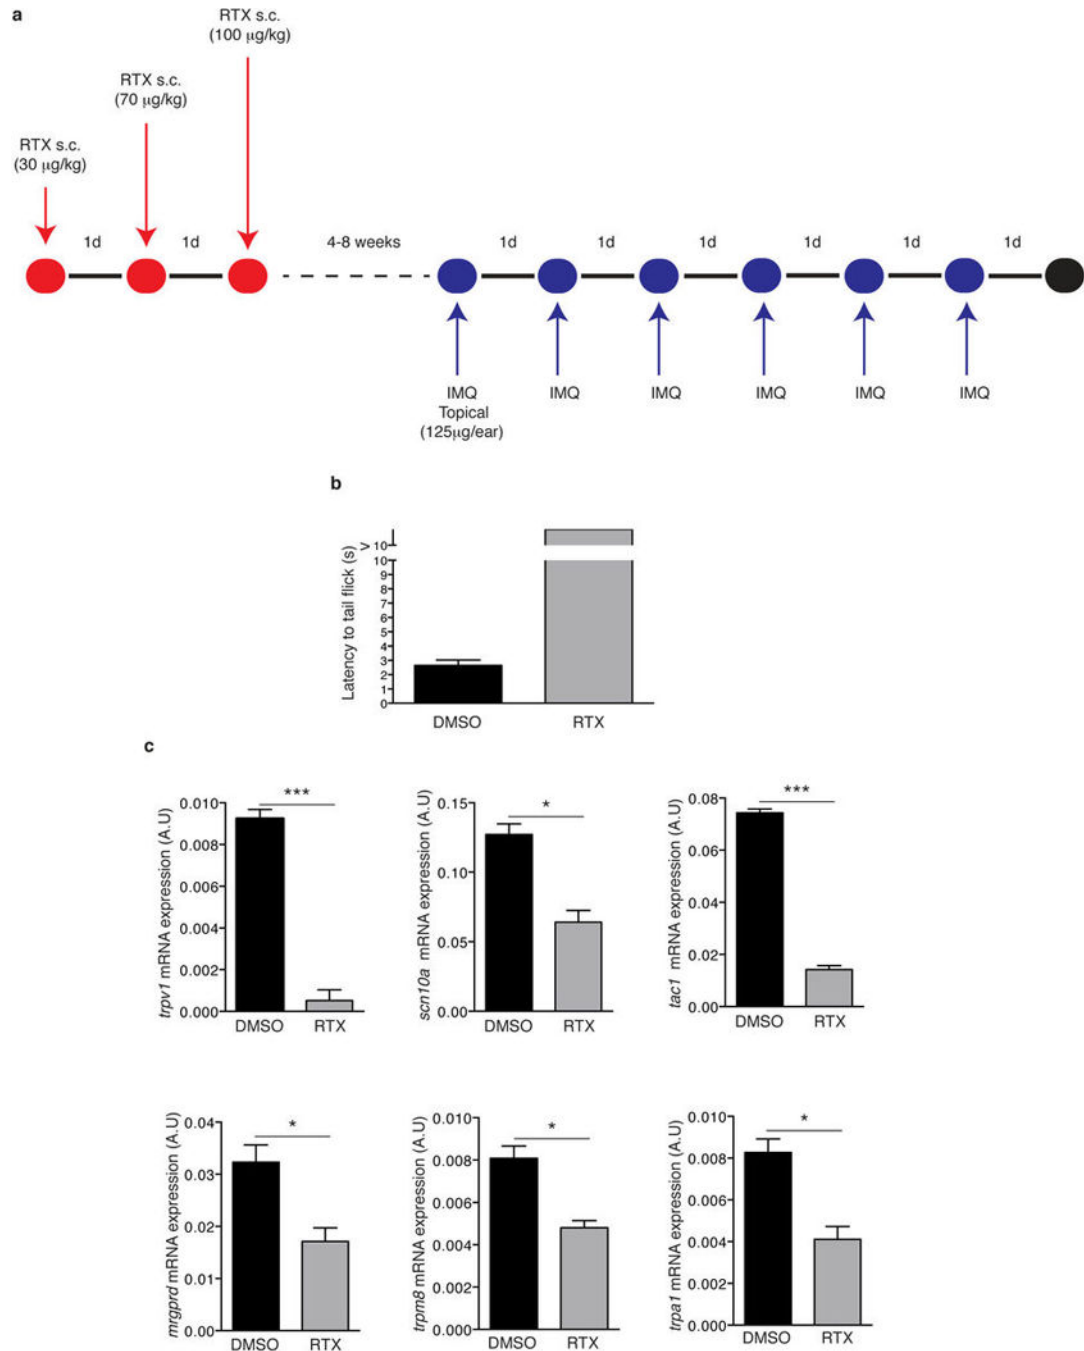 a
RTX s.c.
(100 μg/kg)
RTX s.c.
(70 μg/kg)
RTX s.c.
(30 μg/kg)
1d 1d 4-8 weeks 1d 1d 1d 1d 1d 1d
IMQ IMQ IMQ IMQ IMQ IMQ
Topical
(125μg/ear)
b
Latency to tail flick (s)
> 10
10
9
8
7
6
5
4
3
2
1
0
DMSO RTX
c
trpv1 mRNA expression (A.U)
0.010
0.008
0.006
0.004
0.002
0.000
***
DMSO RTX
scn10a mRNA expression (A.U)
0.15
0.10
0.05
0.00
*
DMSO RTX
tac1 mRNA expression (A.U)
0.08
0.06
0.04
0.02
0.00
***
DMSO RTX
mrgprd mRNA expression (A.U)
0.04
0.03
0.02
0.01
0.00
*
DMSO RTX
trpm8 mRNA expression (A.U)
0.010
0.008
0.006
0.004
0.002
0.000
*
DMSO RTX
trpa1 mRNA expression (A.U)
0.010
0.008
0.006
0.004
0.002
0.000
*
DMSO RTX